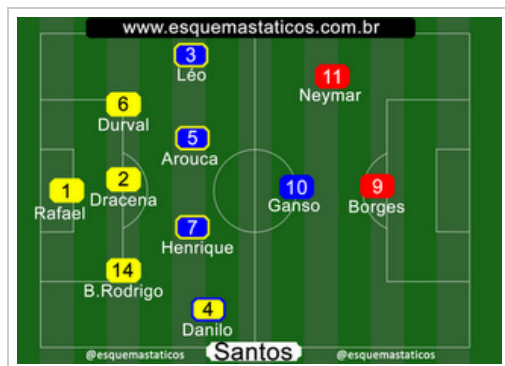 www.esquemastaticos.com.br
3
Léo
11
Neymar
6
Durval
5
Arouca
1
Rafael
2
Dracena
10
Ganso
9
Borges
7
Henrique
14
B.Rodrigo
4
Danilo
@esquemastaticos
Santos
@esquemastaticos